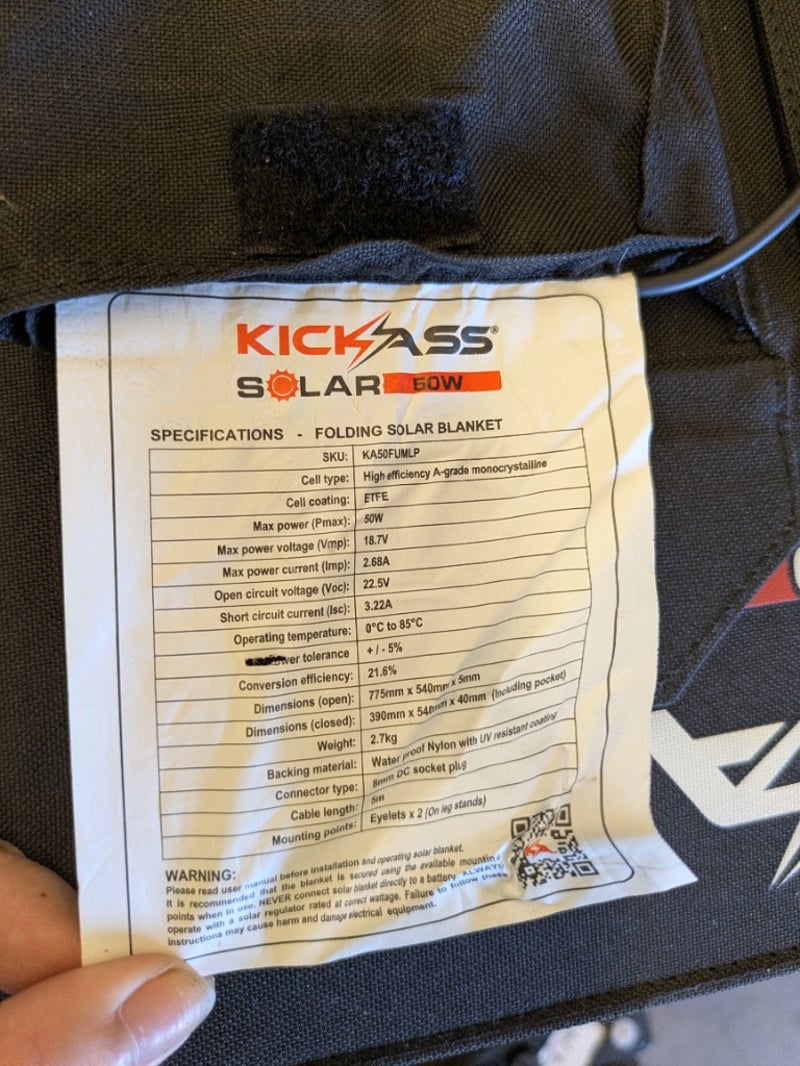 KICKASS®
SOLAR 50W
SPECIFICATIONS - FOLDING SOLAR BLANKET
SKU: KA50FUMLP
Cell type: High efficiency A-grade monocrystalline
Cell coating: ETFE
Max power (Pmax): 50W
Max power voltage (Vmp): 18.7V
Max power current (Imp): 2.68A
Open circuit voltage (Voc): 22.5V
Short circuit current (Isc): 3.22A
Operating temperature: 0°C to 85°C
wer tolerance +/-5%
Conversion efficiency: 21.6%
Dimensions (open): 775mm x 540mm x 5mm
Dimensions (closed): 390mm x 540mm x 40mm (Including pocket)
Weight: 2.7kg
Backing material: Water proof Nylon with UV resistant coating
Connector type: 8mm DC socket plug
Cable length: 5m
Mounting points: Eyelets x 2 (On leg stands)
WARNING:
Please read user manual before installation and operating solar blanket.
It is recommended that the blanket is secured using the available mounting
points when in use. NEVER connect solar blanket directly to a battery. ALWAYS
operate with a solar regulator rated at correct wattage. Failure to follow these
instructions may cause harm and damage electrical equipment.